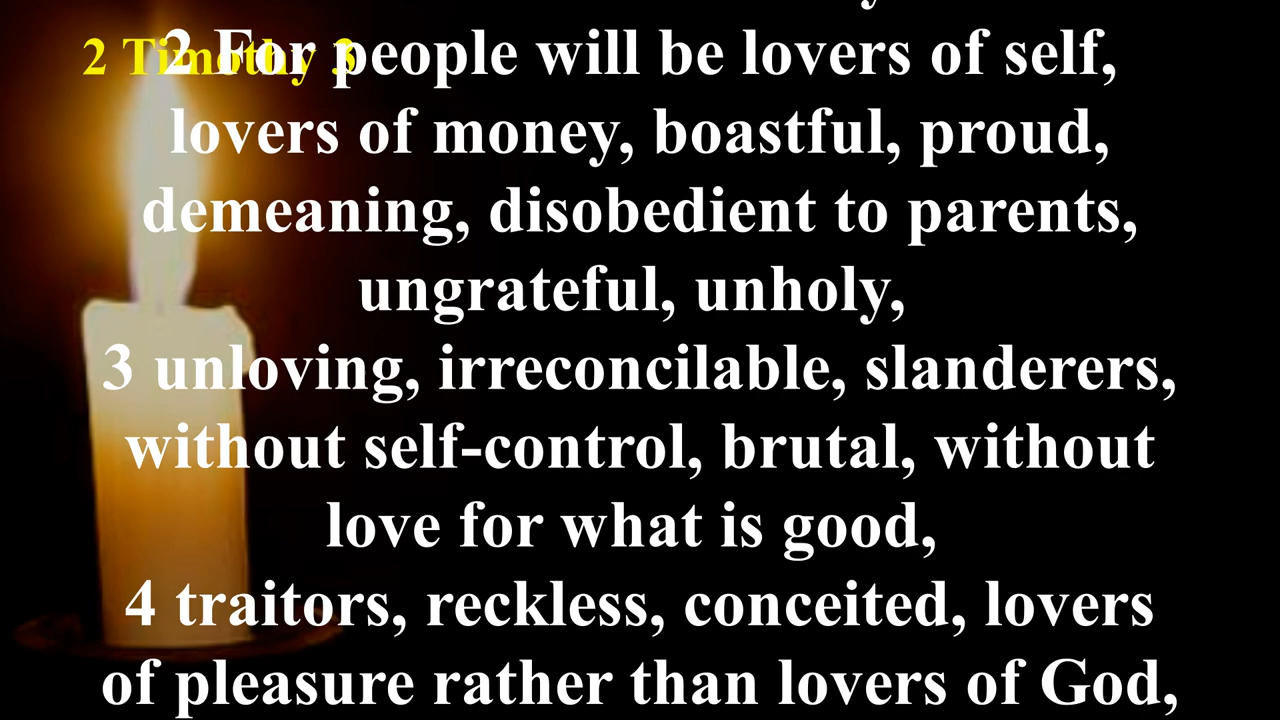 2 Timothy 3
2 For people will be lovers of self,
lovers of money, boastful, proud,
demeaning, disobedient to parents,
ungrateful, unholy,
3 unloving, irreconcilable, slanderers,
without self-control, brutal, without
love for what is good,
4 traitors, reckless, conceited, lovers
of pleasure rather than lovers of God,